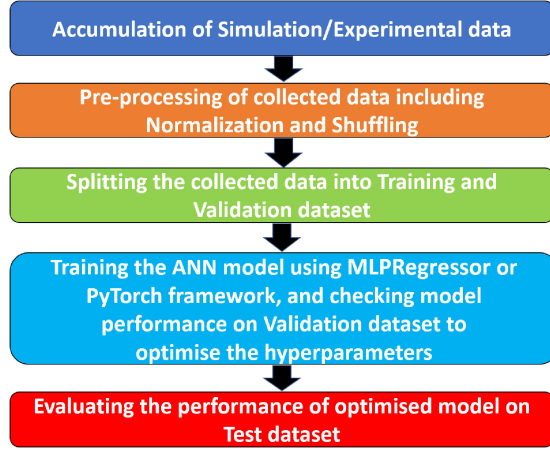 Accumulation of Simulation/Experimental data
Pre-processing of collected data including
Normalization and Shuffling
Splitting the collected data into Training and
Validation dataset
Training the ANN model using MLPRegressor or
PyTorch framework, and checking model
performance on Validation dataset to
optimise the hyperparameters
Evaluating the performance of optimised model on
Test dataset